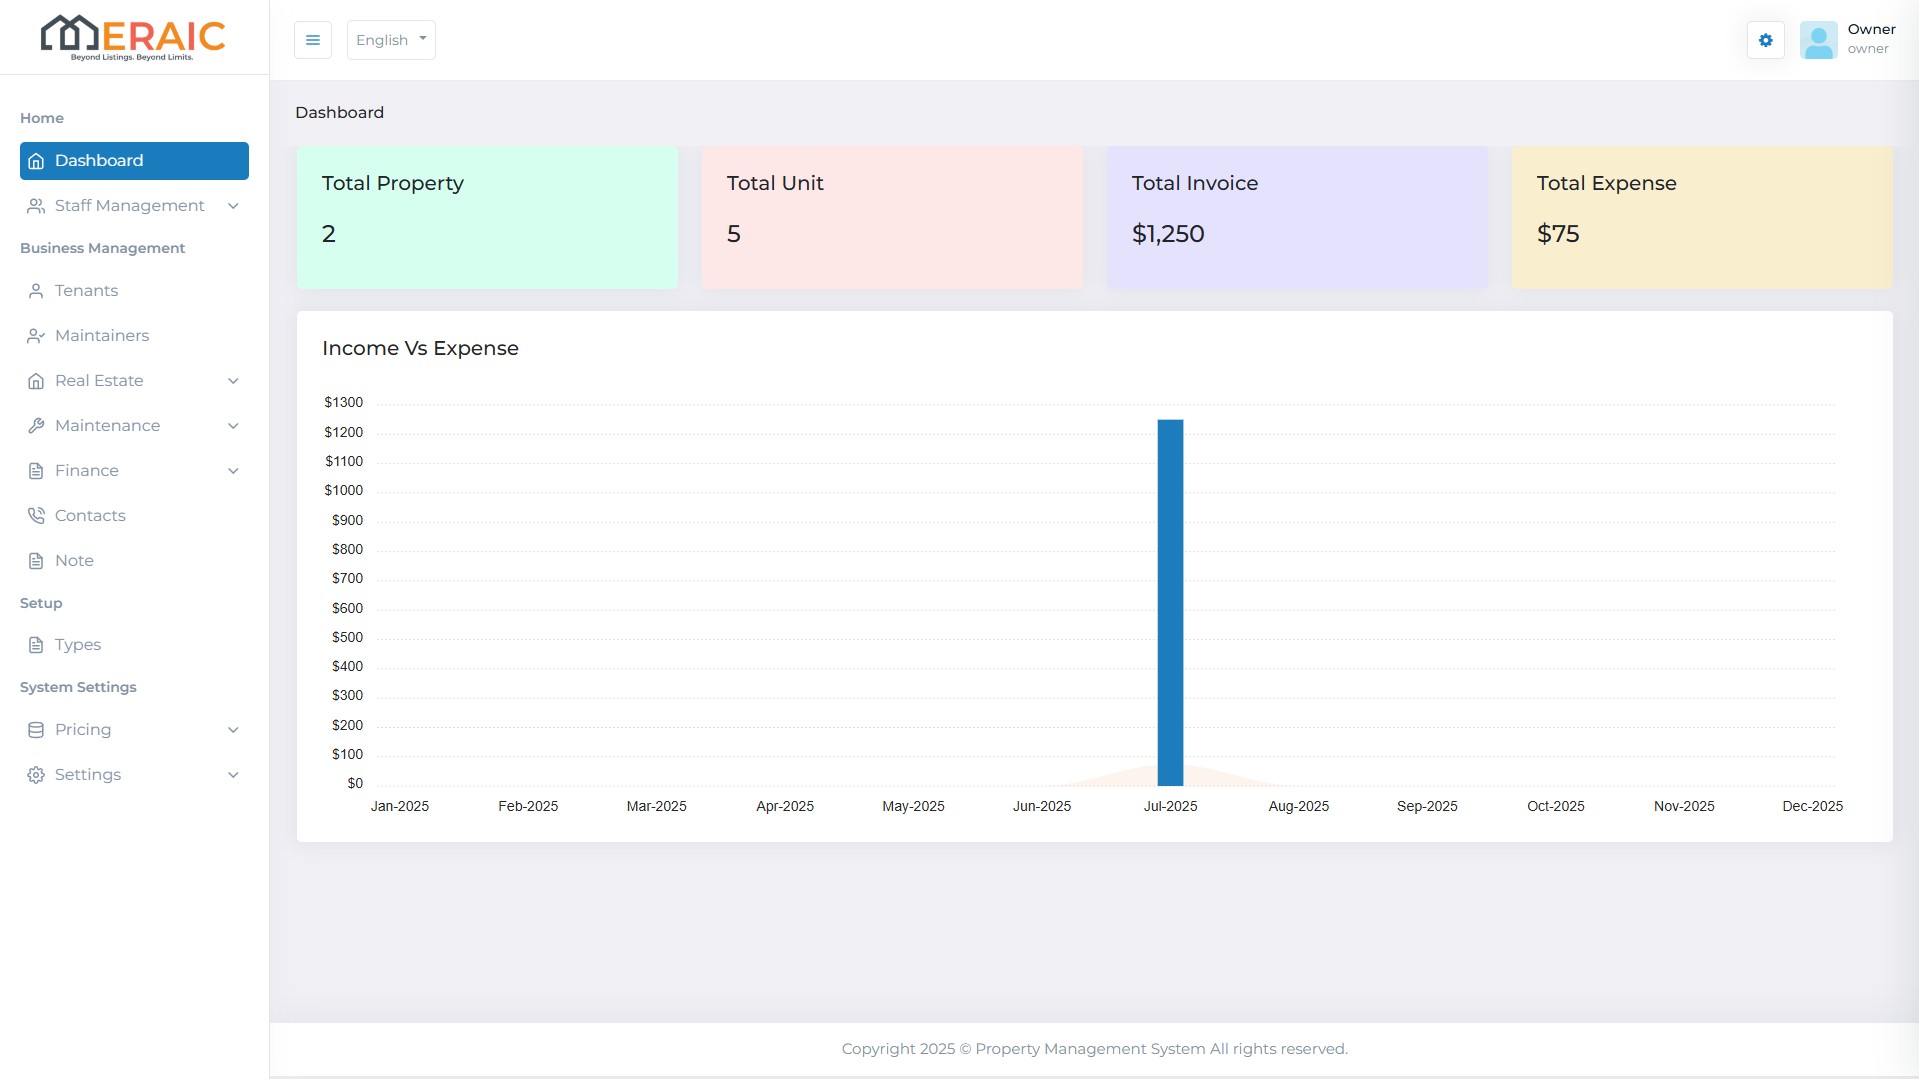 MERAIC
Beyond Listings. Beyond Limits.
English
Owner
owner
Home
Dashboard
Staff Management
Business Management
Tenants
Maintainers
Real Estate
Maintenance
Finance
Contacts
Note
Setup
Types
System Settings
Pricing
Settings
Dashboard
Total Property
2
Total Unit
5
Total Invoice
$1,250
Total Expense
$75
Income Vs Expense
$1300
$1200
$1100
$1000
$900
$800
$700
$600
$500
$400
$300
$200
$100
$0
Jan-2025 Feb-2025 Mar-2025 Apr-2025 May-2025 Jun-2025 Jul-2025 Aug-2025 Sep-2025 Oct-2025 Nov-2025 Dec-2025
Copyright 2025 © Property Management System All rights reserved.